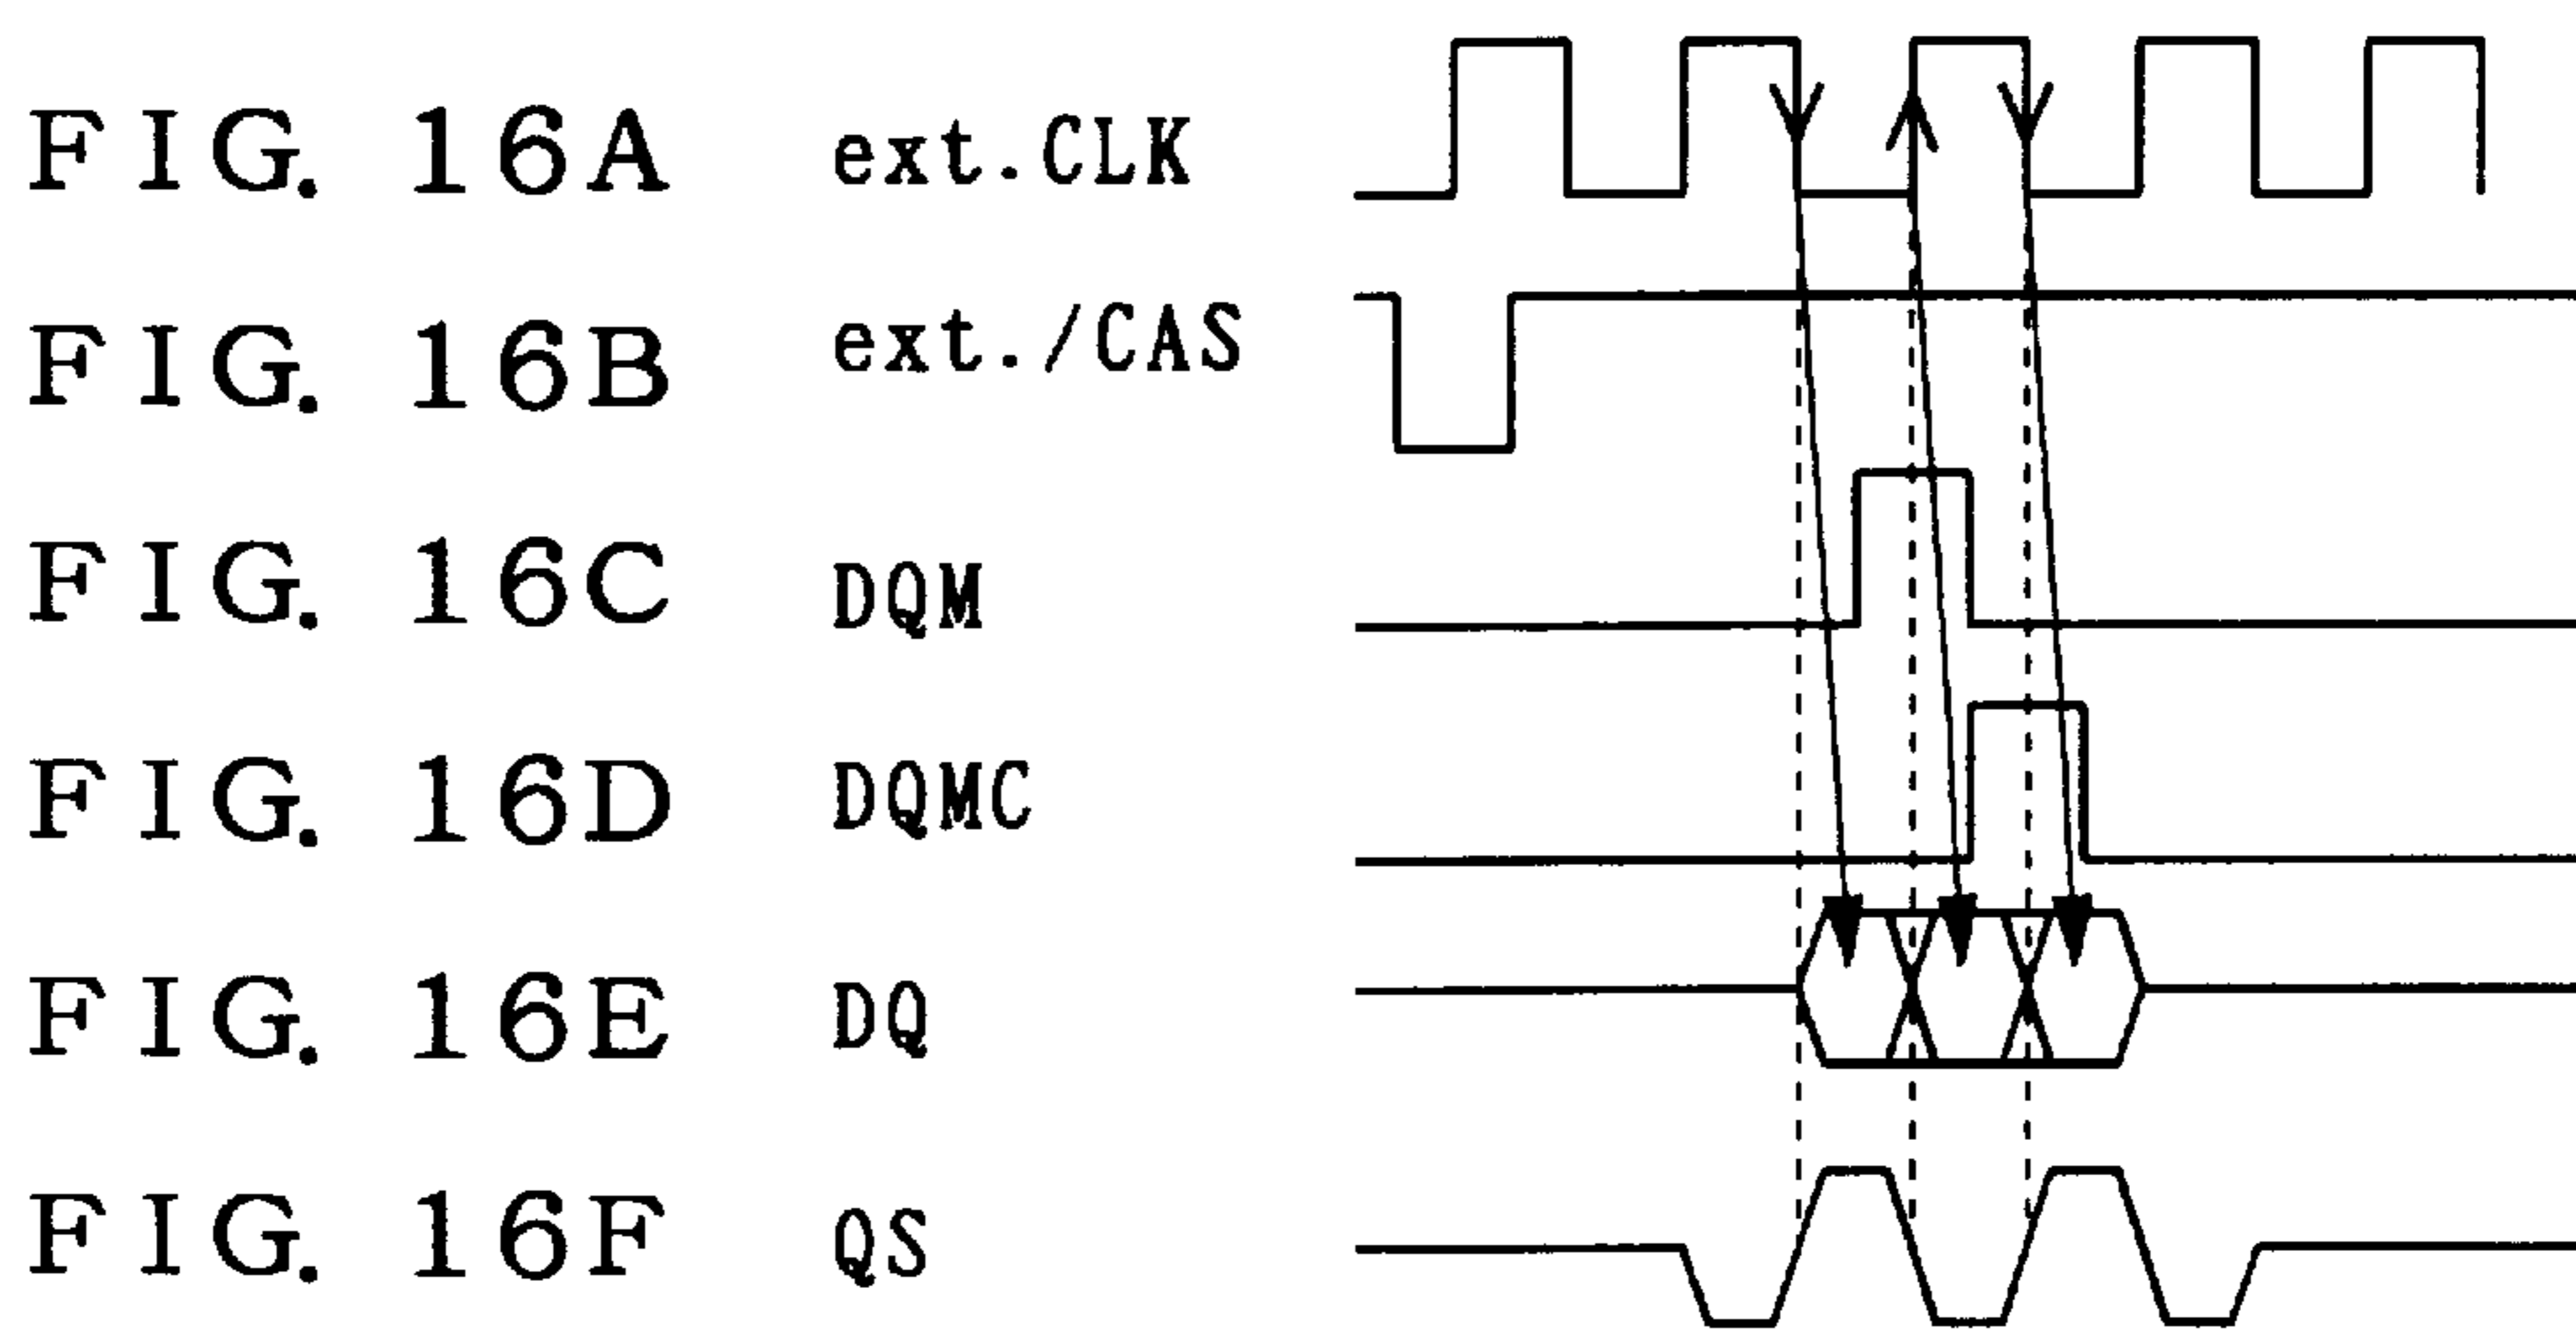 FIG. 16A ext.CLK
FIG. 16B ext./CAS
FIG. 16C DQM
FIG. 16D DQMC
FIG. 16E DQ
FIG. 16F QS